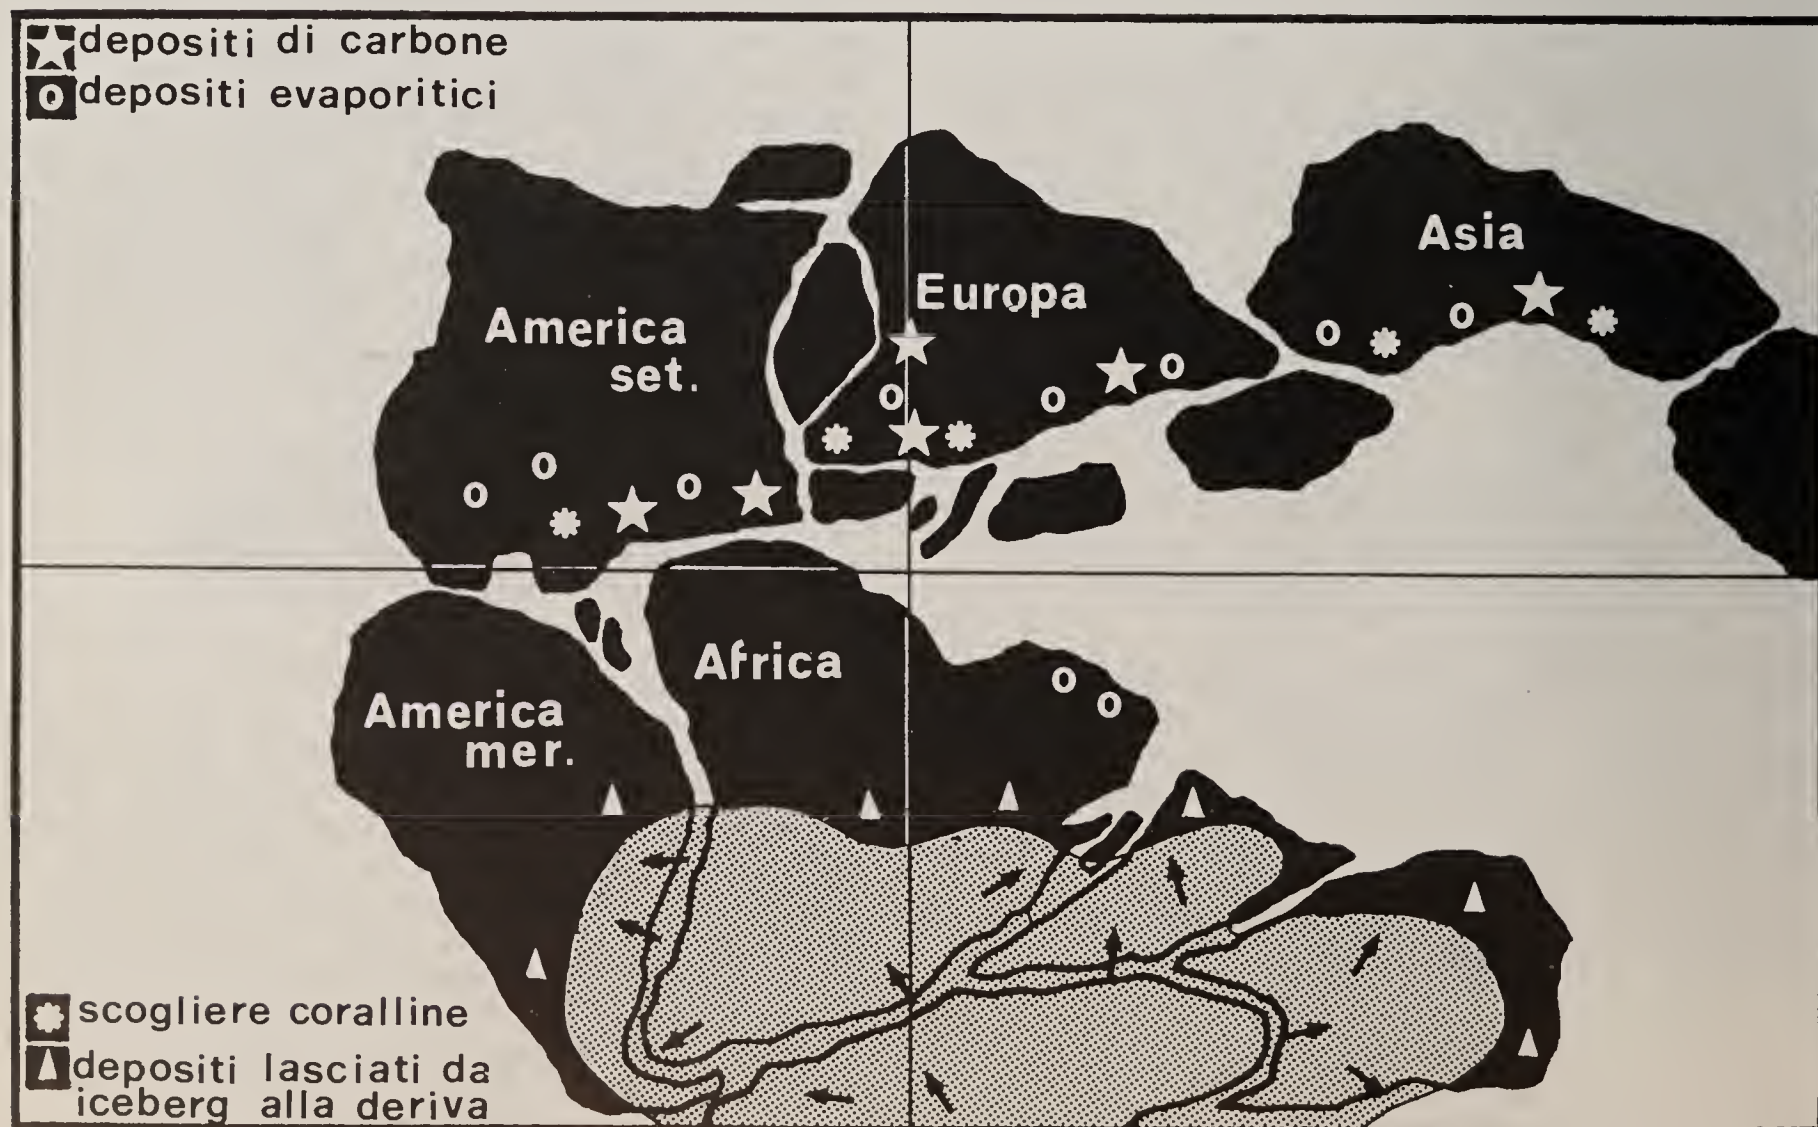 depositi di carbone
depositi evaporitici
Asia
Europa
America
set.
Africa
America
mer.
scogliere coralline
depositi lasciati da
iceberg alla deriva